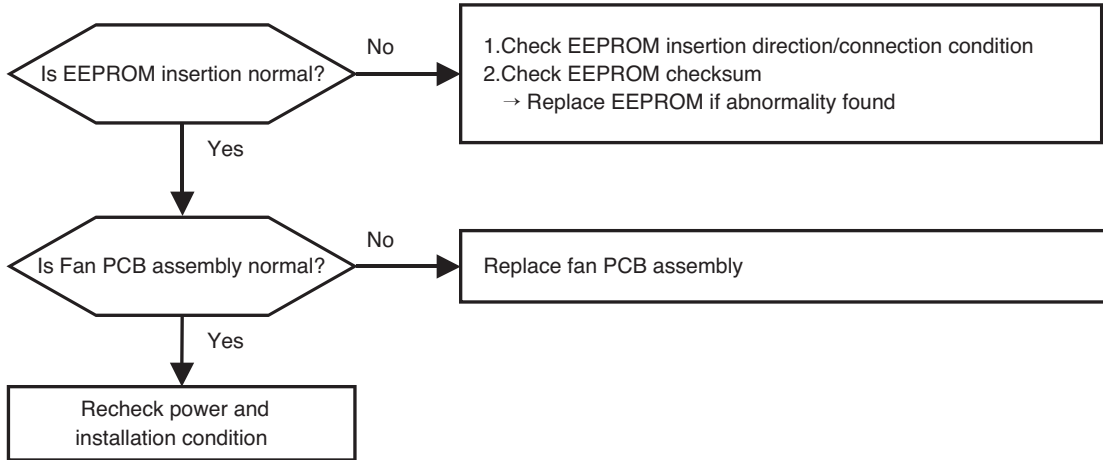 Is EEPROM insertion normal?
No
1.Check EEPROM insertion direction/connection condition
2.Check EEPROM checksum
→ Replace EEPROM if abnormality found
Yes
Is Fan PCB assembly normal?
No
Replace fan PCB assembly
Yes
Recheck power and
installation condition